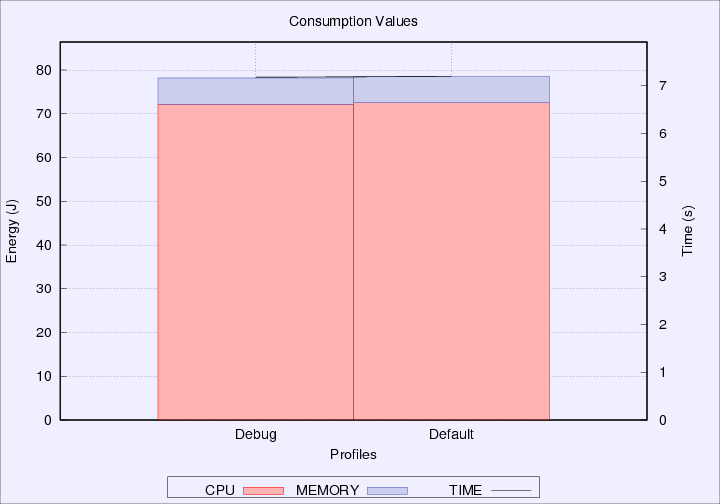 Consumption Values
80
70
60
50
40
30
20
10
0
Energy (J)
7
6
5
4
3
2
1
0
Time (s)
Debug Default
Profiles
CPU MEMORY TIME